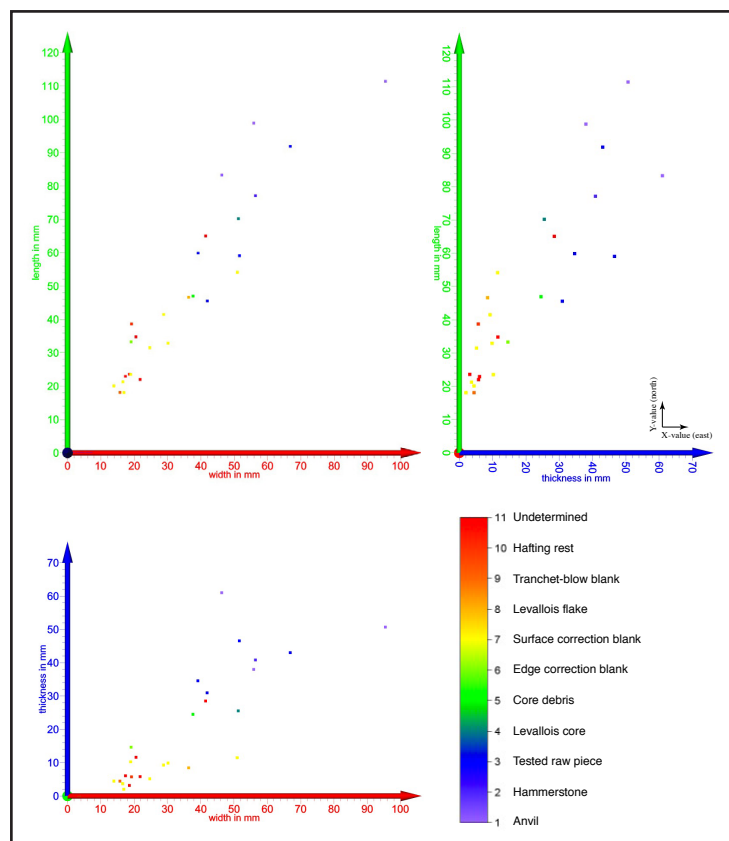 120
110
100
90
80
70
60
50
40
30
20
10
0
length in mm
0 10 20 30 40 50 60 70 80 90 100
width in mm
120
110
100
90
80
70
60
50
40
30
20
10
0
length in mm
Y-value (north)
X-value (east)
0 10 20 30 40 50 60 70
thickness in mm
70
60
50
40
30
20
10
0
thickness in mm
0 10 20 30 40 50 60 70 80 90 100
width in mm
11 Undetermined
10 Hafting rest
9 Tranchet-blow blank
8 Levallois flake
7 Surface correction blank
6 Edge correction blank
5 Core debris
4 Levallois core
3 Tested raw piece
2 Hammerstone
1 Anvil